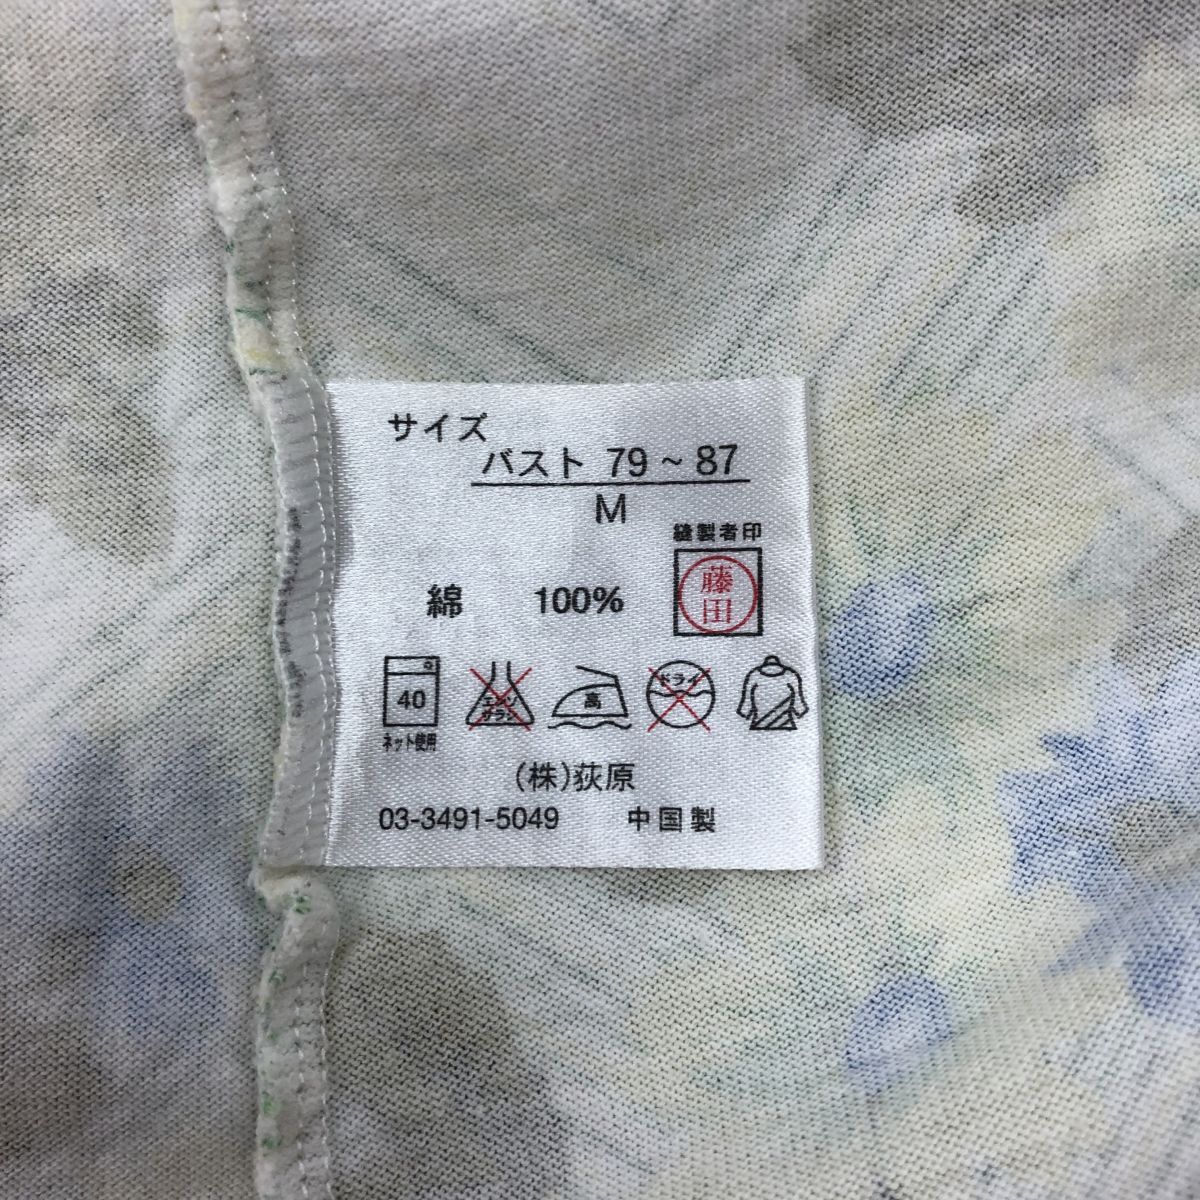 サイズ
バスト 79~87
M
縫製者印
藤田
綿 100%
40
エンソ
サラシ
高
ドライ
ネット使用
(株)荻原
03-3491-5049 中国製